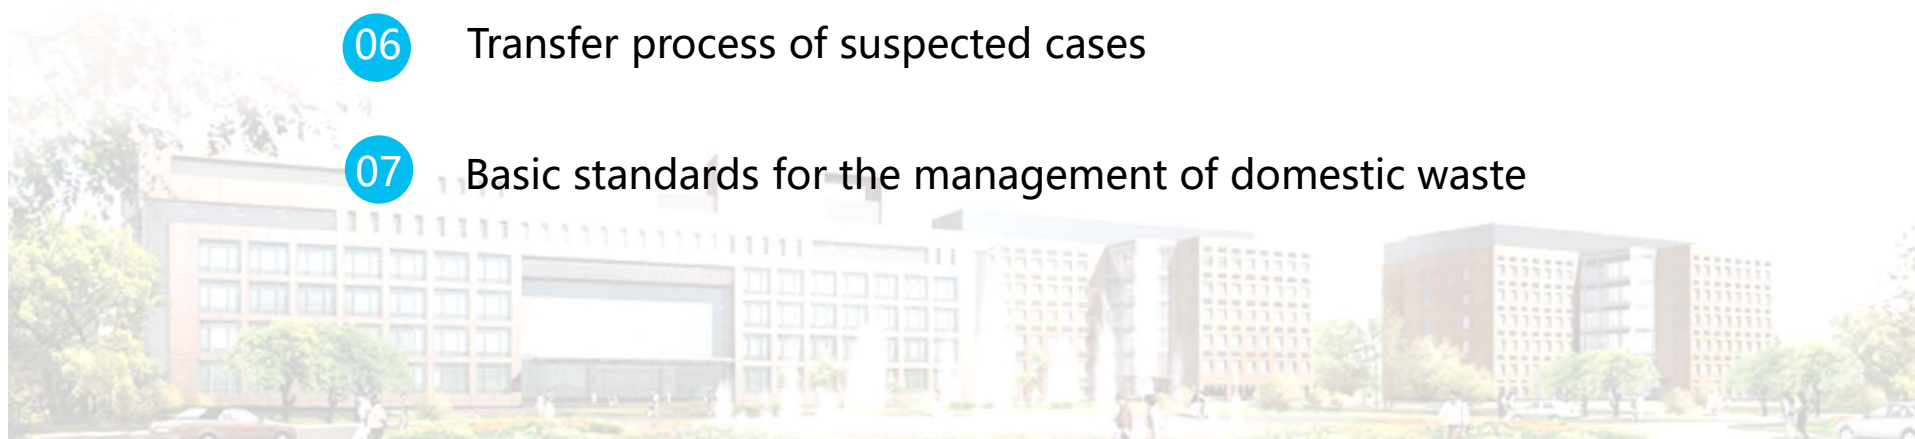 06 Transfer process of suspected cases
07 Basic standards for the management of domestic waste